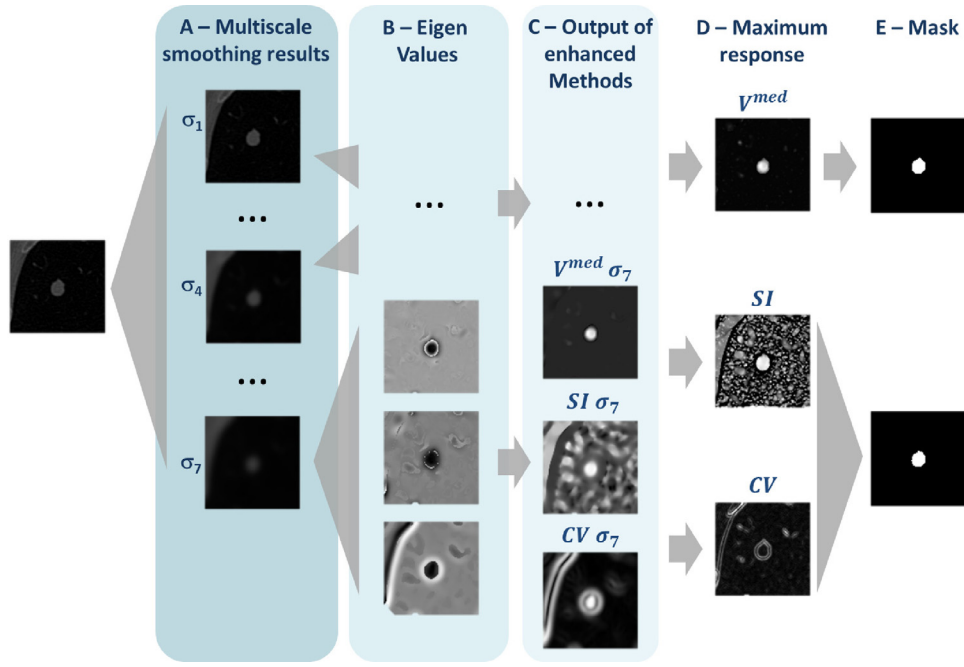 A – Multiscale
smoothing results
B – Eigen
Values
C – Output of
enhanced
Methods
D – Maximum
response
E – Mask
σ₁
...
σ₄
...
σ₇
...
...
V^med σ₇
SI σ₇
CV σ₇
V^med
SI
CV